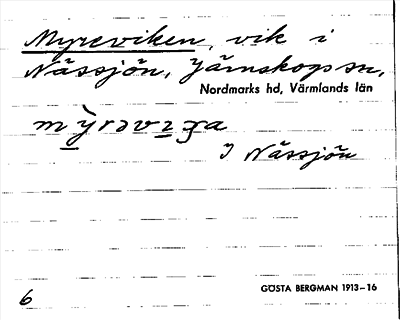 Myreviken, vik i
Nässjön, Järnskogs sn,
Nordmarks hd, Värmlands län
I Nässjön
6 GÖSTA BERGMAN 1913–16